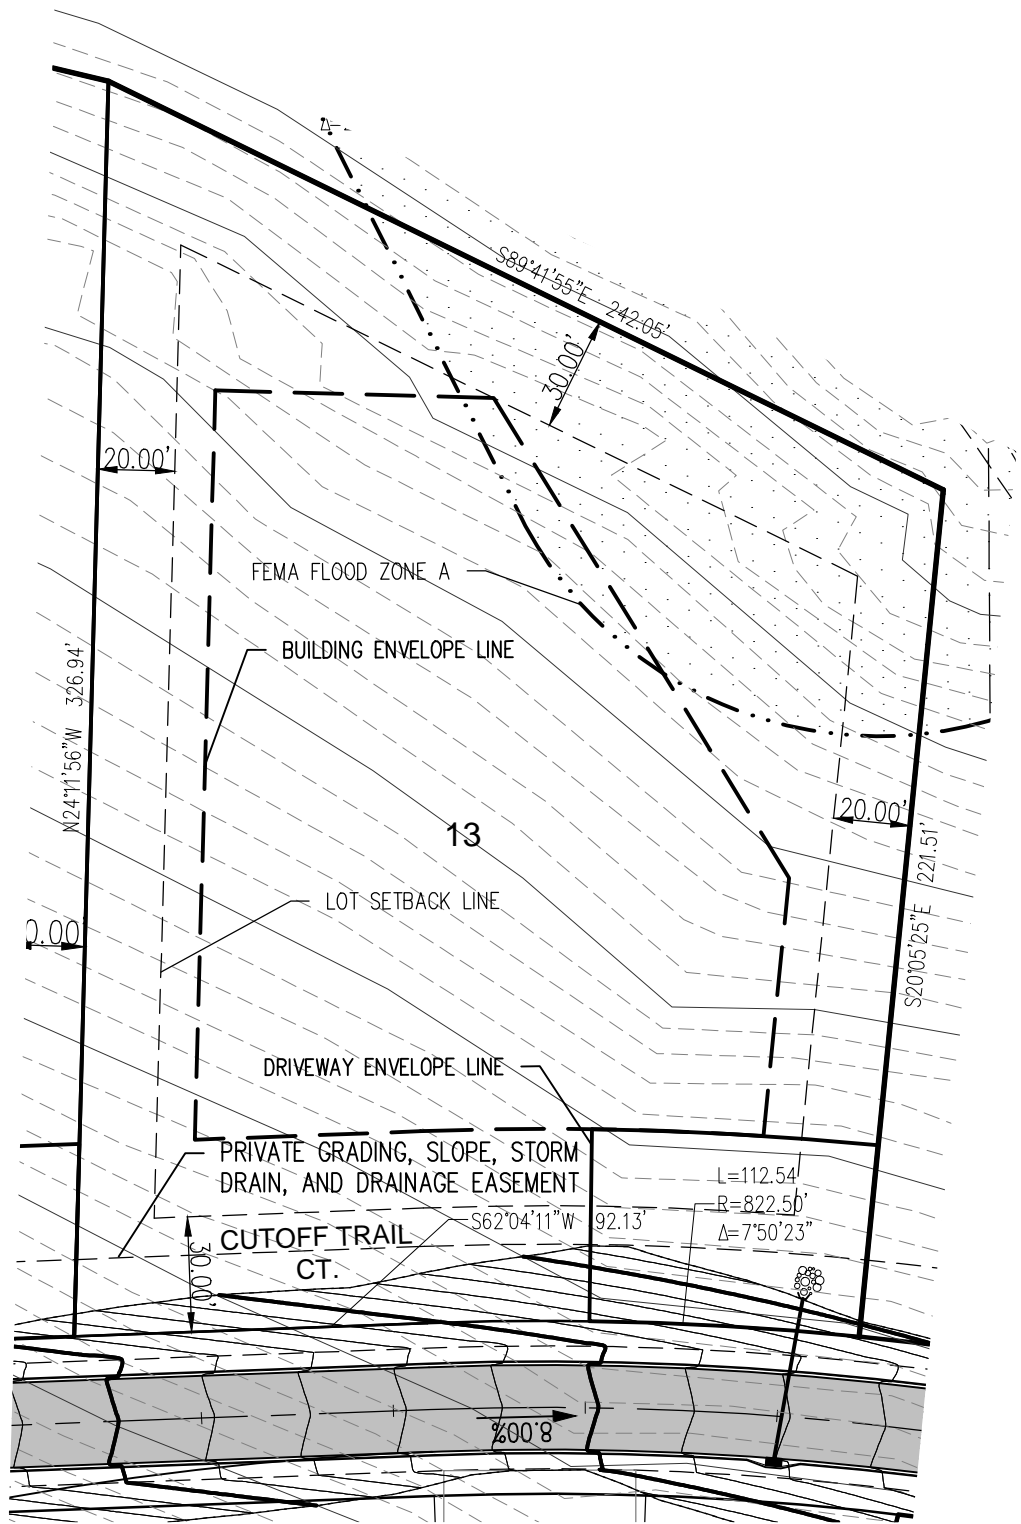 S89°41'55"E 242.05'
30.00'
20.00'
FEMA FLOOD ZONE A
BUILDING ENVELOPE LINE
N24°11'56"W 326.94'
20.00'
13
S20°05'25"E 221.51'
LOT SETBACK LINE
0.00'
DRIVEWAY ENVELOPE LINE
PRIVATE GRADING, SLOPE, STORM
DRAIN, AND DRAINAGE EASEMENT
L=112.54'
R=822.50'
Δ=7°50'23"
S62°04'11"W 92.13'
CUTOFF TRAIL
CT.
30.00'
8.00%